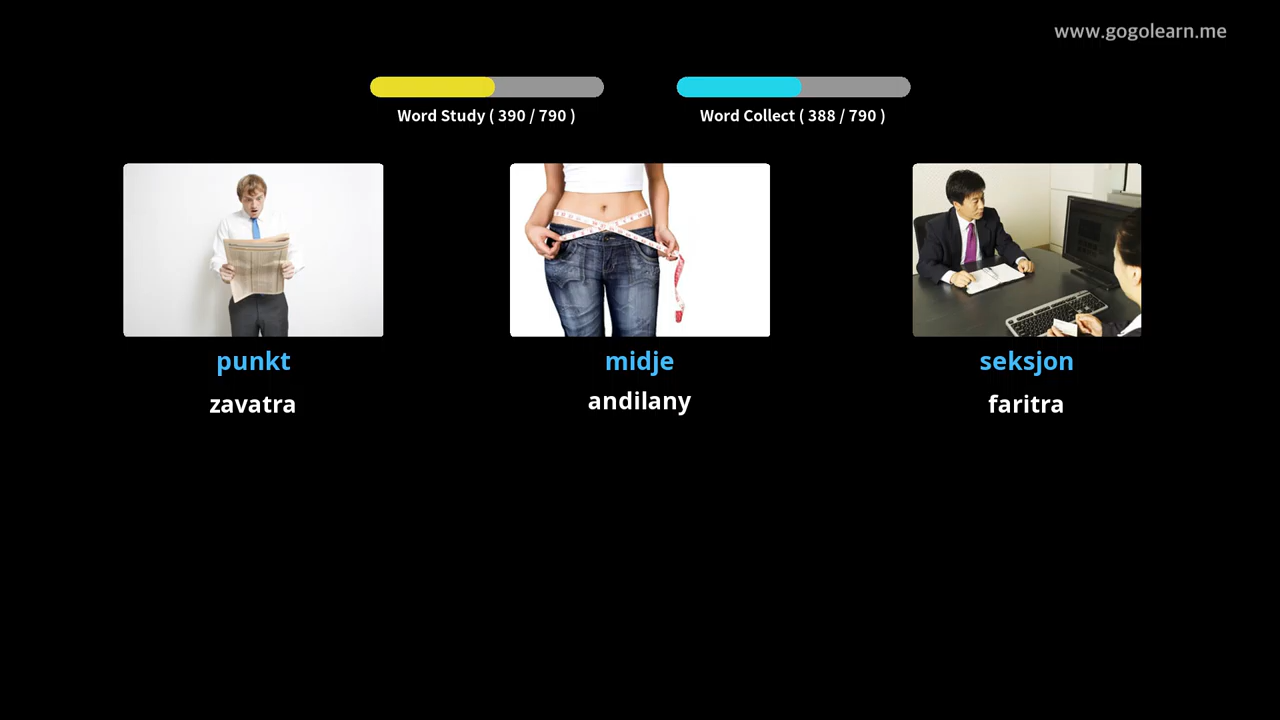 www.gogolearn.me
Word Study ( 390 / 790 )
Word Collect ( 388 / 790 )
punkt
midje
seksjon
zavatra
andilany
faritra